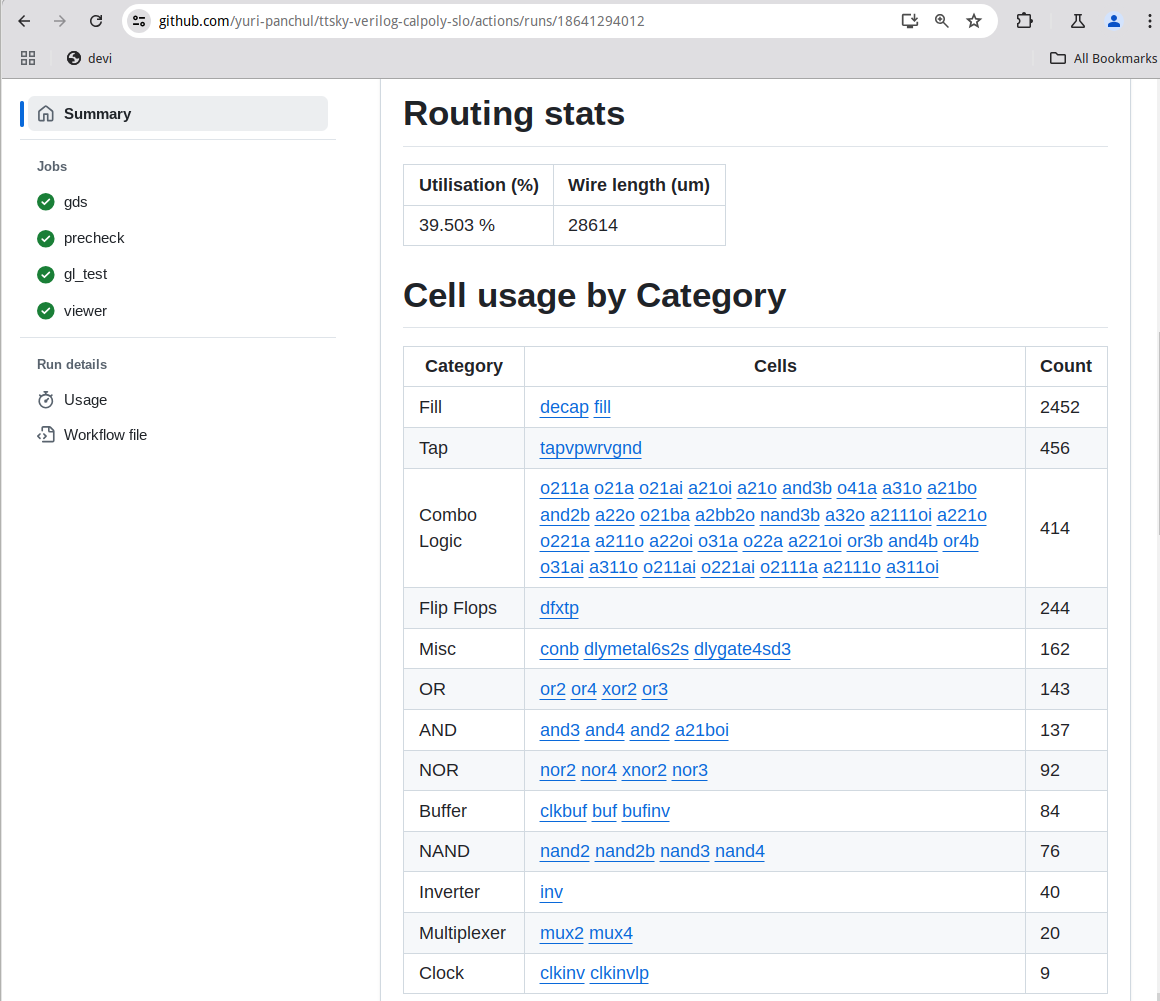 github.com/yuri-panchul/ttsky-verilog-calpoly-slo/actions/runs/18641294012
devi
All Bookmarks
Summary
Jobs
gds
precheck
gl_test
viewer
Run details
Usage
Workflow file
Routing stats
Utilisation (%) Wire length (um)
39.503 % 28614
Cell usage by Category
Category Cells Count
Fill decap fill 2452
Tap tapvpwrvgnd 456
Combo Logic
o211a o21a o21ai a21oi a21o and3b o41a a31o a21bo
and2b a22o o21ba a2bb2o nand3b a32o a2111oi a221o
o221a a211o a22oi o31a o22a a221oi or3b and4b or4b
o31ai a311o o211ai o221ai o2111a a2111o a311oi
414
Flip Flops dfxtp 244
Misc conb dlymetal6s2s dlygate4sd3 162
OR or2 or4 xor2 or3 143
AND and3 and4 and2 a21boi 137
NOR nor2 nor4 xnor2 nor3 92
Buffer clkbuf buf bufinv 84
NAND nand2 nand2b nand3 nand4 76
Inverter inv 40
Multiplexer mux2 mux4 20
Clock clkinv clkinvlp 9